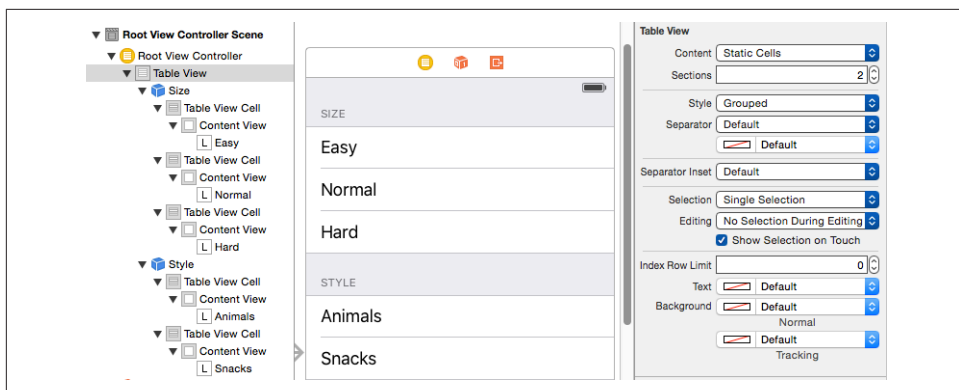 Root View Controller Scene
Root View Controller
Table View
Size
Table View Cell
Content View
L Easy
Table View Cell
Content View
L Normal
Table View Cell
Content View
L Hard
Style
Table View Cell
Content View
L Animals
Table View Cell
Content View
L Snacks
SIZE
Easy
Normal
Hard
STYLE
Animals
Snacks
Table View
Content Static Cells
Sections 2
Style Grouped
Separator Default
Default
Separator Inset Default
Selection Single Selection
Editing No Selection During Editing
Show Selection on Touch
Index Row Limit 0
Text Default
Background Default
Normal
Default
Tracking